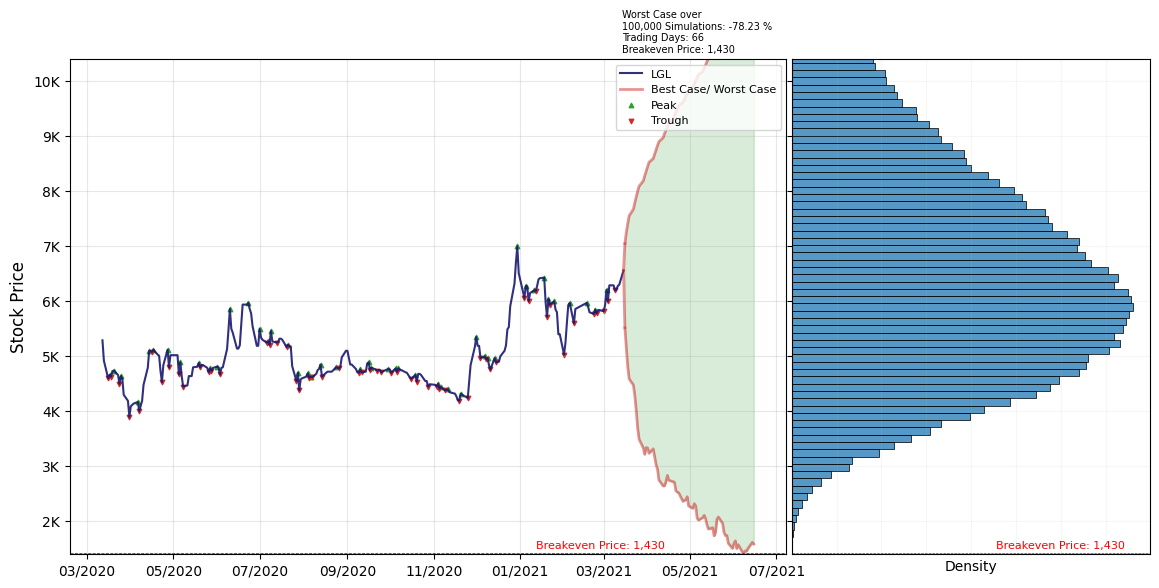 Worst Case over
100,000 Simulations: -78.23 %
Trading Days: 66
Breakeven Price: 1,430
LGL
Best Case/ Worst Case
Peak
Trough
Stock Price
10K
9K
8K
7K
6K
5K
4K
3K
2K
Breakeven Price: 1,430
Breakeven Price: 1,430
03/2020 05/2020 07/2020 09/2020 11/2020 01/2021 03/2021 05/2021 07/2021
Density